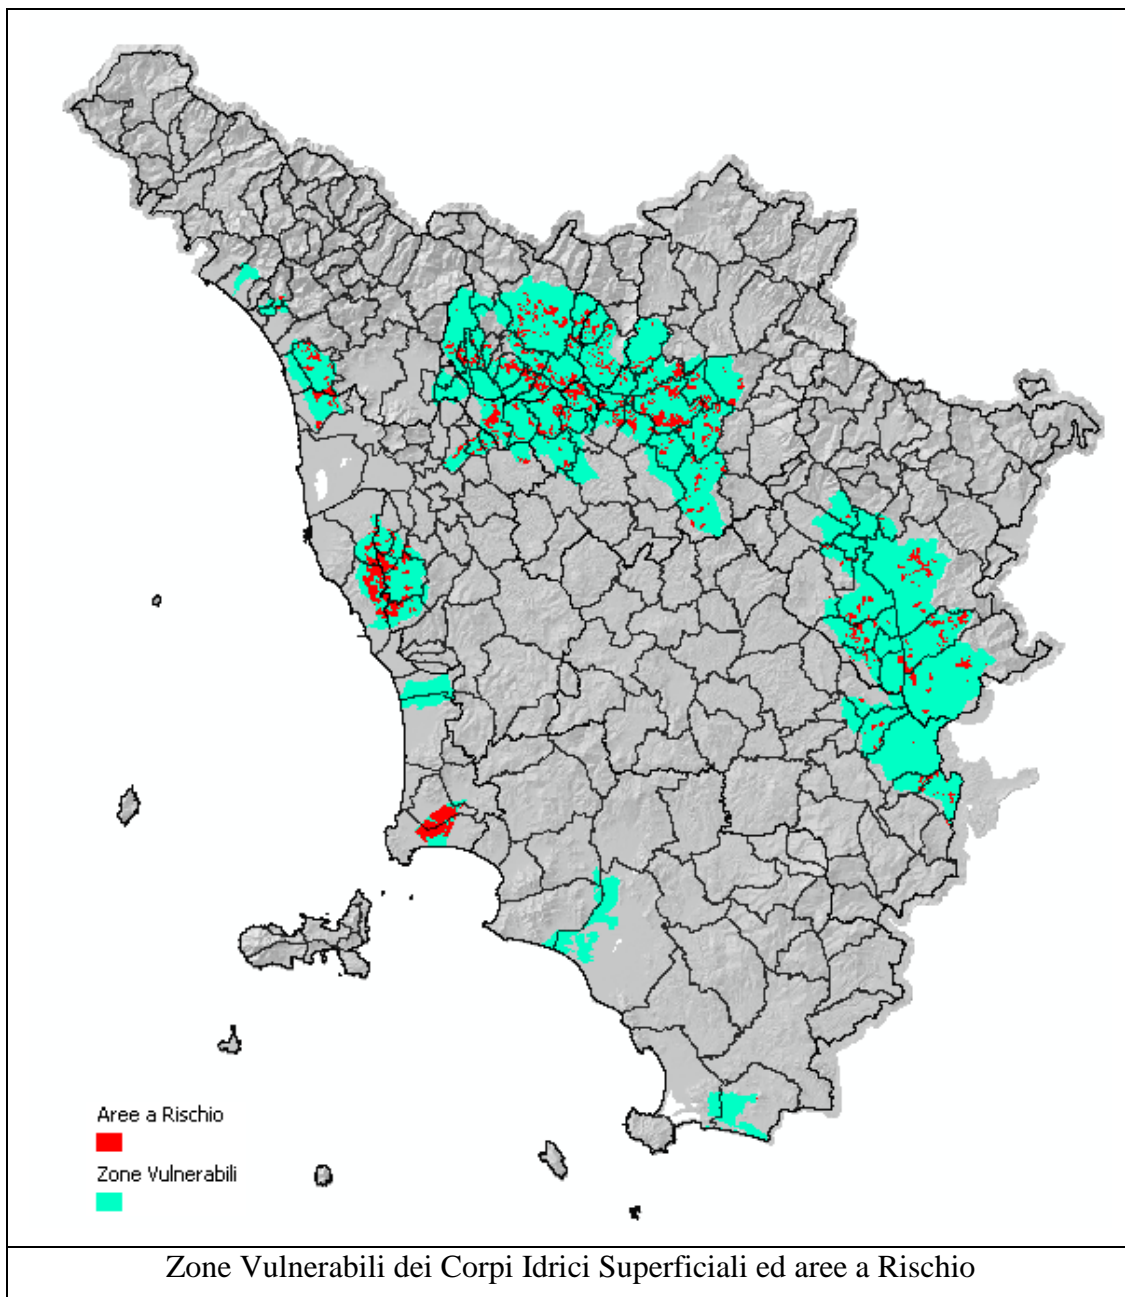 Aree a Rischio
Zone Vulnerabili
Zone Vulnerabili dei Corpi Idrici Superficiali ed aree a Rischio